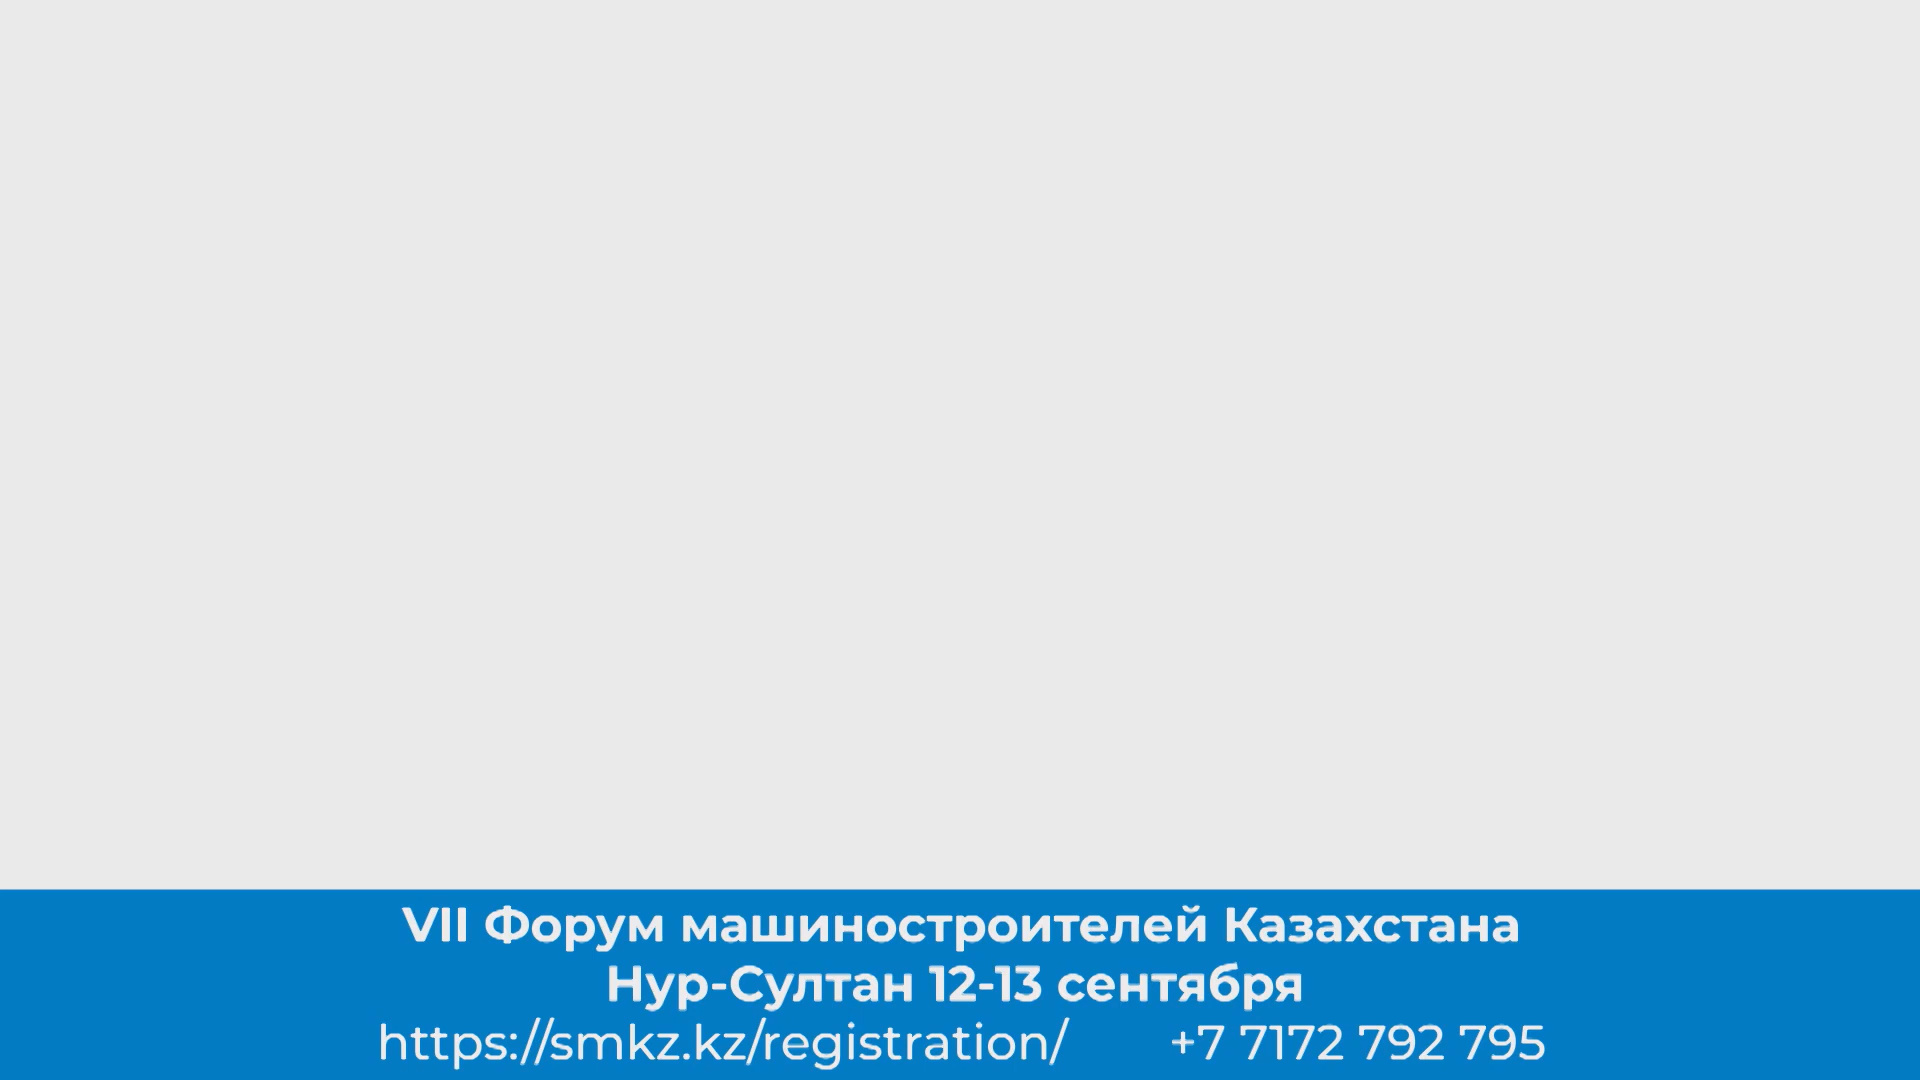 VII Форум машиностроителей Казахстана
Нур-Султан 12-13 сентября
https://smkz.kz/registration/ +7 7172 792 795